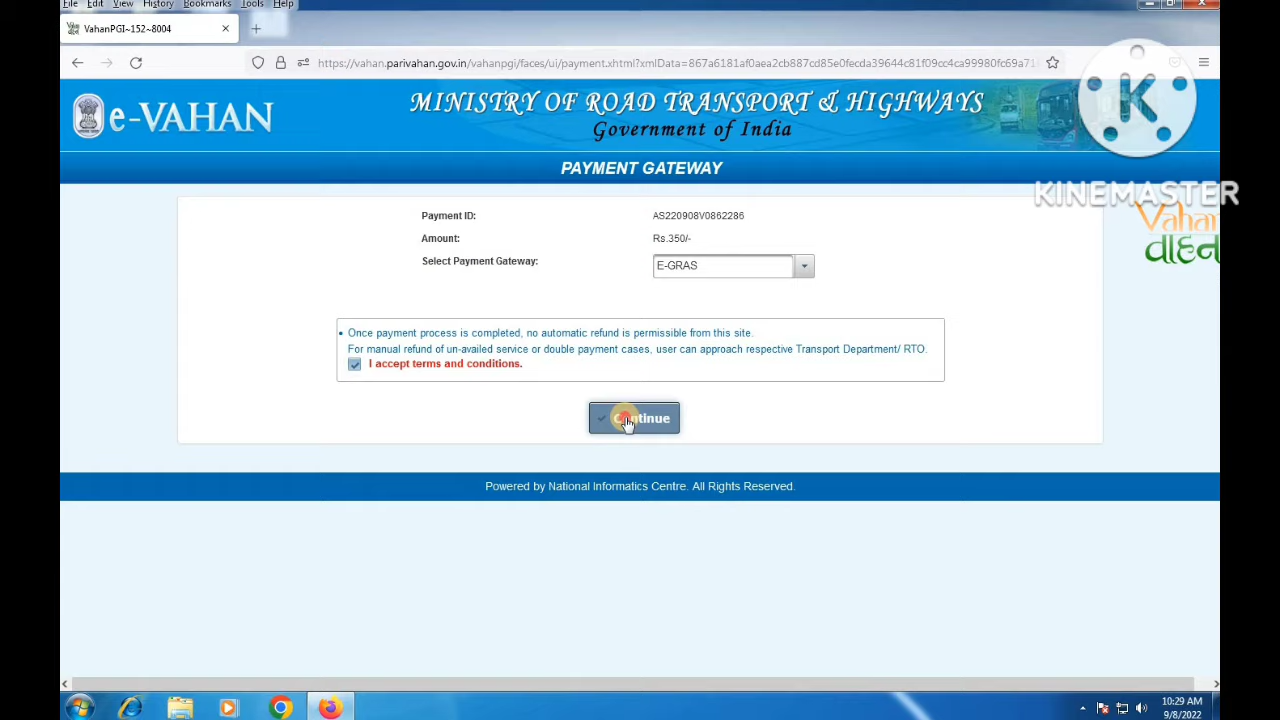 File Edit View History Bookmarks Tools Help
VahanPGI~152~8004
https://vahan.parivahan.gov.in/vahanpgi/faces/ui/payment.xhtml?xmlData=867a6181af0aea2cb887cd85e0fecda39644c81f09cc4ca99980fc69a71
e-VAHAN
MINISTRY OF ROAD TRANSPORT & HIGHWAYS
Government of India
K
KINEMASTER
PAYMENT GATEWAY
Vahan
वाहन
Payment ID: AS220908V0862286
Amount: Rs.350/-
Select Payment Gateway: E-GRAS
Once payment process is completed, no automatic refund is permissible from this site.
For manual refund of un-availed service or double payment cases, user can approach respective Transport Department/ RTO.
I accept terms and conditions.
Continue
Powered by National Informatics Centre. All Rights Reserved.
10:29 AM
9/8/2022